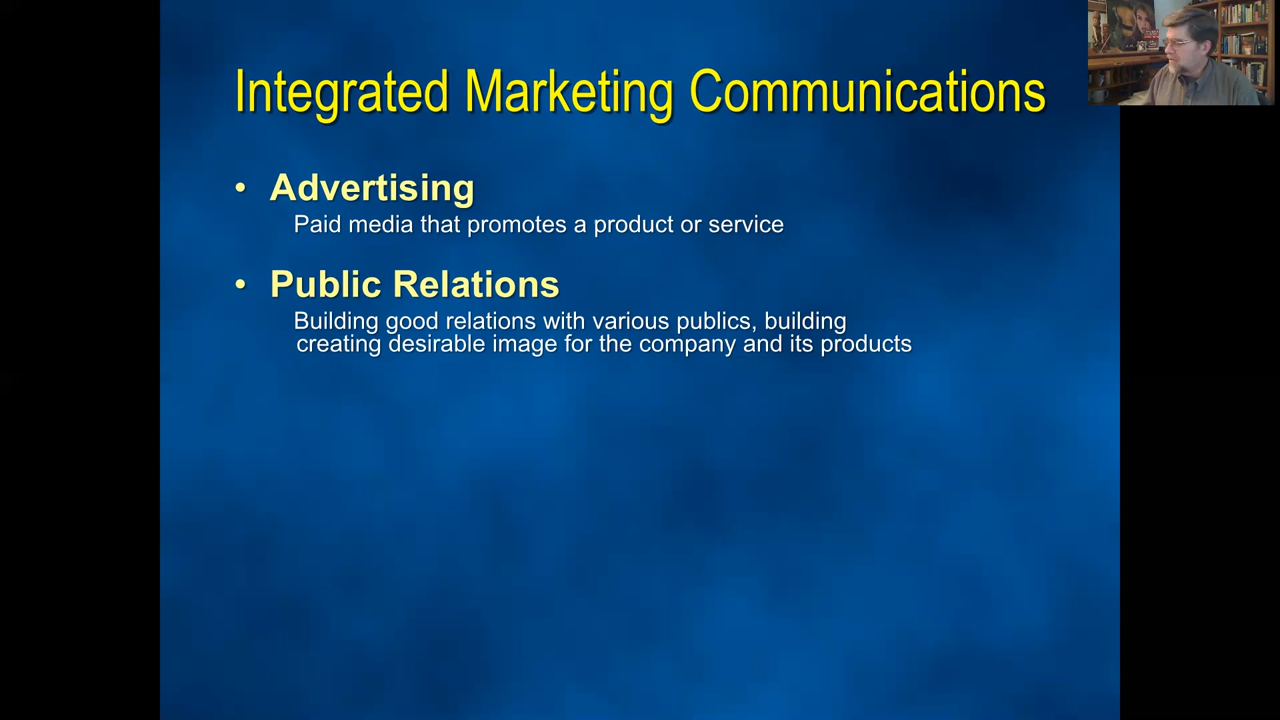 Integrated Marketing Communications
• Advertising
Paid media that promotes a product or service
• Public Relations
Building good relations with various publics, building
creating desirable image for the company and its products